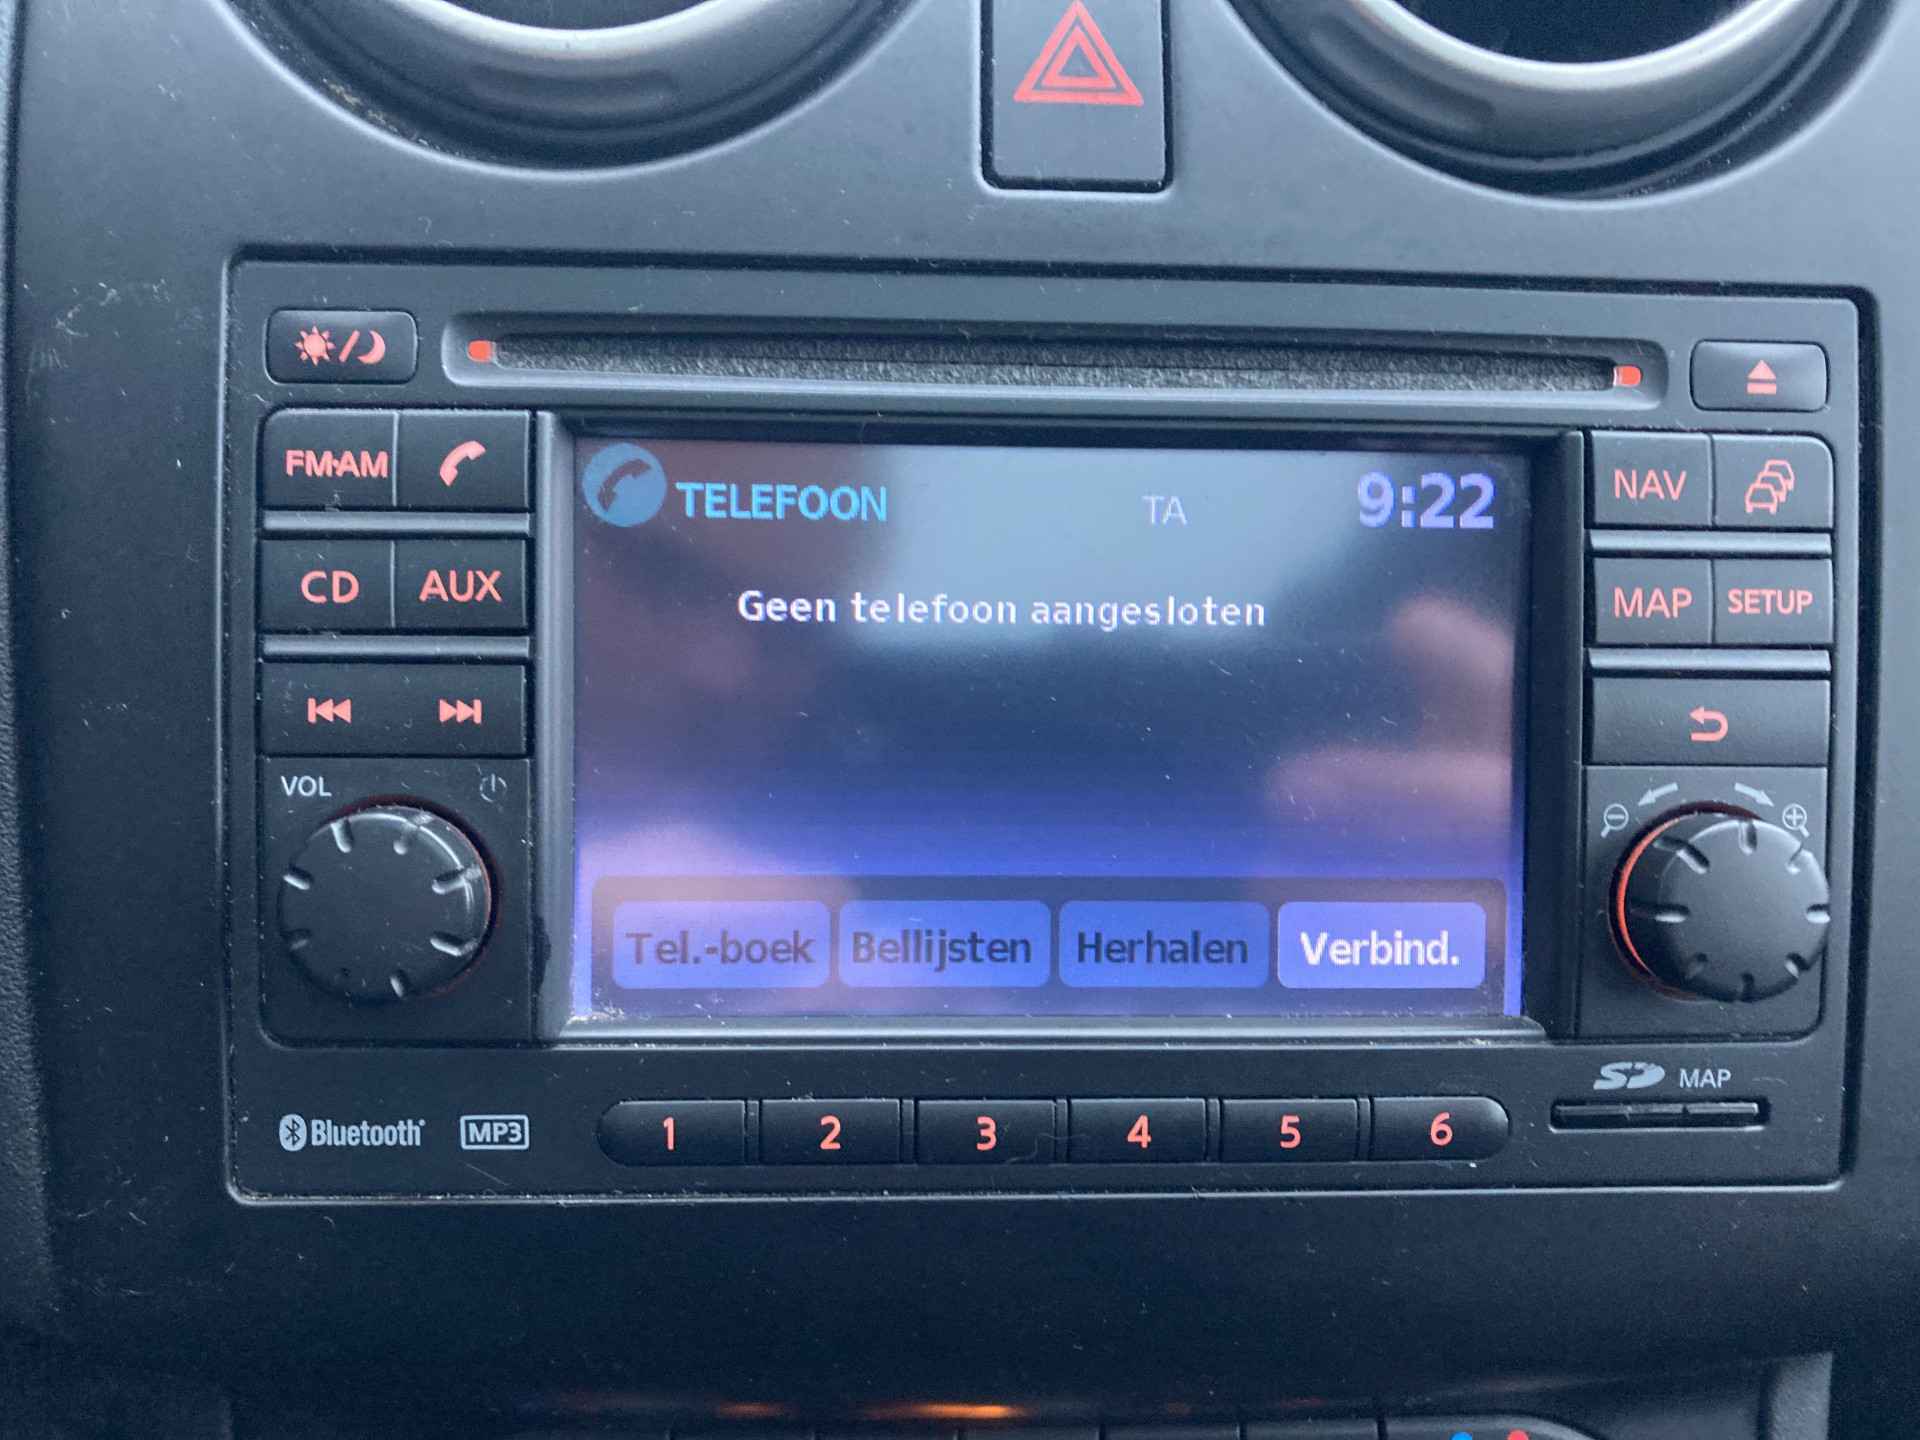 FM·AM
CD AUX
VOL
TELEFOON TA 9:22
Geen telefoon aangesloten
Tel.-boek Bellijsten Herhalen Verbind.
NAV
MAP SETUP
Bluetooth MP3
1 2 3 4 5 6
SD MAP